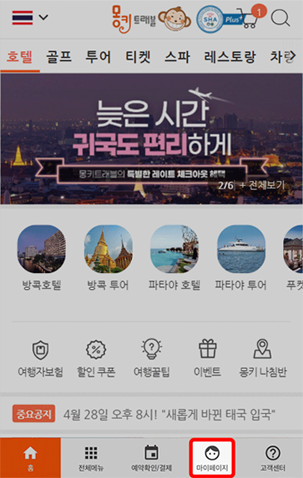 몽키트래블
SHA
Plus+
1
호텔 골프 투어 티켓 스파 레스토랑 차량
늦은 시간
귀국도 편리하게
몽키트래블의 특별한 레이트 체크아웃 혜택
2/6 + 전체보기
방콕호텔 방콕 투어 파타야 호텔 파타야 투어 푸켓
여행자보험 할인 쿠폰 여행꿀팁 이벤트 몽키 나침반
중요공지 4월 28일 오후 8시! "새롭게 바뀐 태국 입국"
홈 전체메뉴 예약확인/결제 마이페이지 고객센터